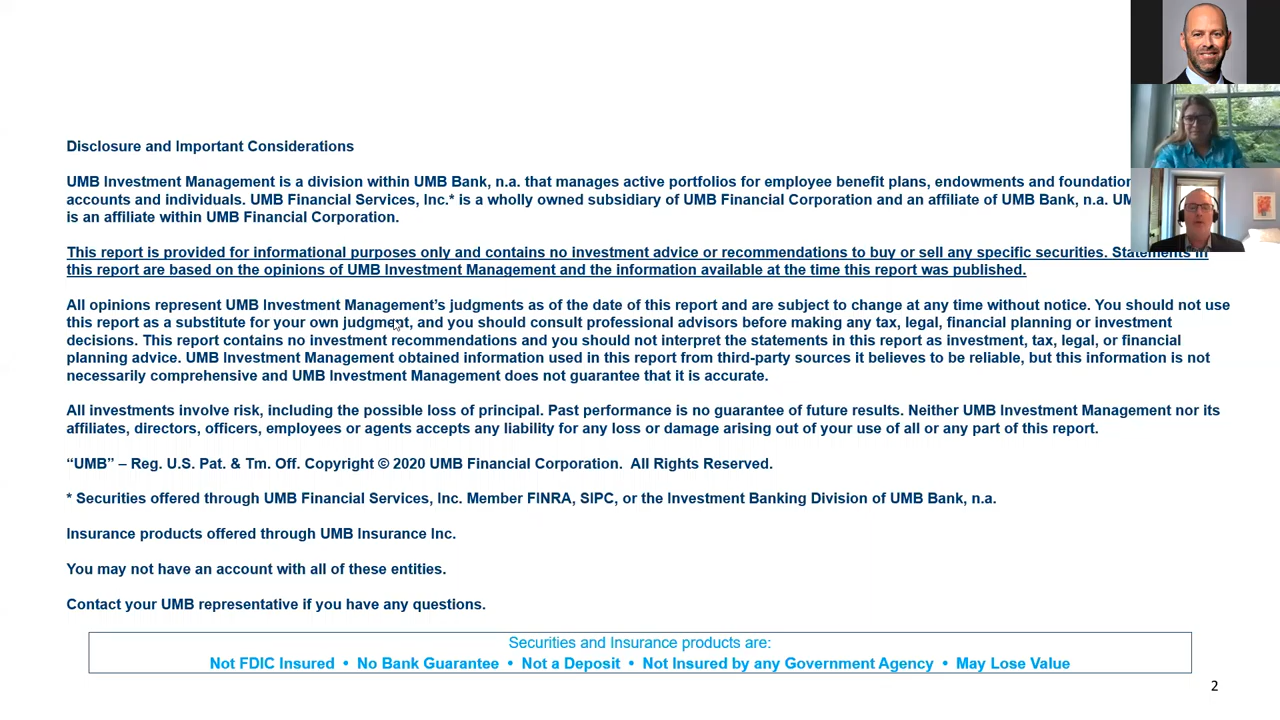 Disclosure and Important Considerations
UMB Investment Management is a division within UMB Bank, n.a. that manages active portfolios for employee benefit plans, endowments and
accounts and individuals. UMB Financial Services, Inc.* is a wholly owned subsidiary of UMB Financial Corporation and an affiliate of UMB Bank, n.a.
is an affiliate within UMB Financial Corporation.
This report is provided for informational purposes only and contains no investment advice or recommendations to buy or sell any specific securities. Statements in
this report are based on the opinions of UMB Investment Management and the information available at the time this report was published.
All opinions represent UMB Investment Management’s judgments as of the date of this report and are subject to change at any time without notice. You should not use
this report as a substitute for your own judgment, and you should consult professional advisors before making any tax, legal, financial planning or investment
decisions. This report contains no investment recommendations and you should not interpret the statements in this report as investment, tax, legal, or financial
planning advice. UMB Investment Management obtained information used in this report from third-party sources it believes to be reliable, but this information is not
necessarily comprehensive and UMB Investment Management does not guarantee that it is accurate.
All investments involve risk, including the possible loss of principal. Past performance is no guarantee of future results. Neither UMB Investment Management nor its
affiliates, directors, officers, employees or agents accepts any liability for any loss or damage arising out of your use of all or any part of this report.
“UMB” – Reg. U.S. Pat. & Tm. Off. Copyright © 2020 UMB Financial Corporation. All Rights Reserved.
* Securities offered through UMB Financial Services, Inc. Member FINRA, SIPC, or the Investment Banking Division of UMB Bank, n.a.
Insurance products offered through UMB Insurance Inc.
You may not have an account with all of these entities.
Contact your UMB representative if you have any questions.
Securities and Insurance products are:
Not FDIC Insured • No Bank Guarantee • Not a Deposit • Not Insured by any Government Agency • May Lose Value
2